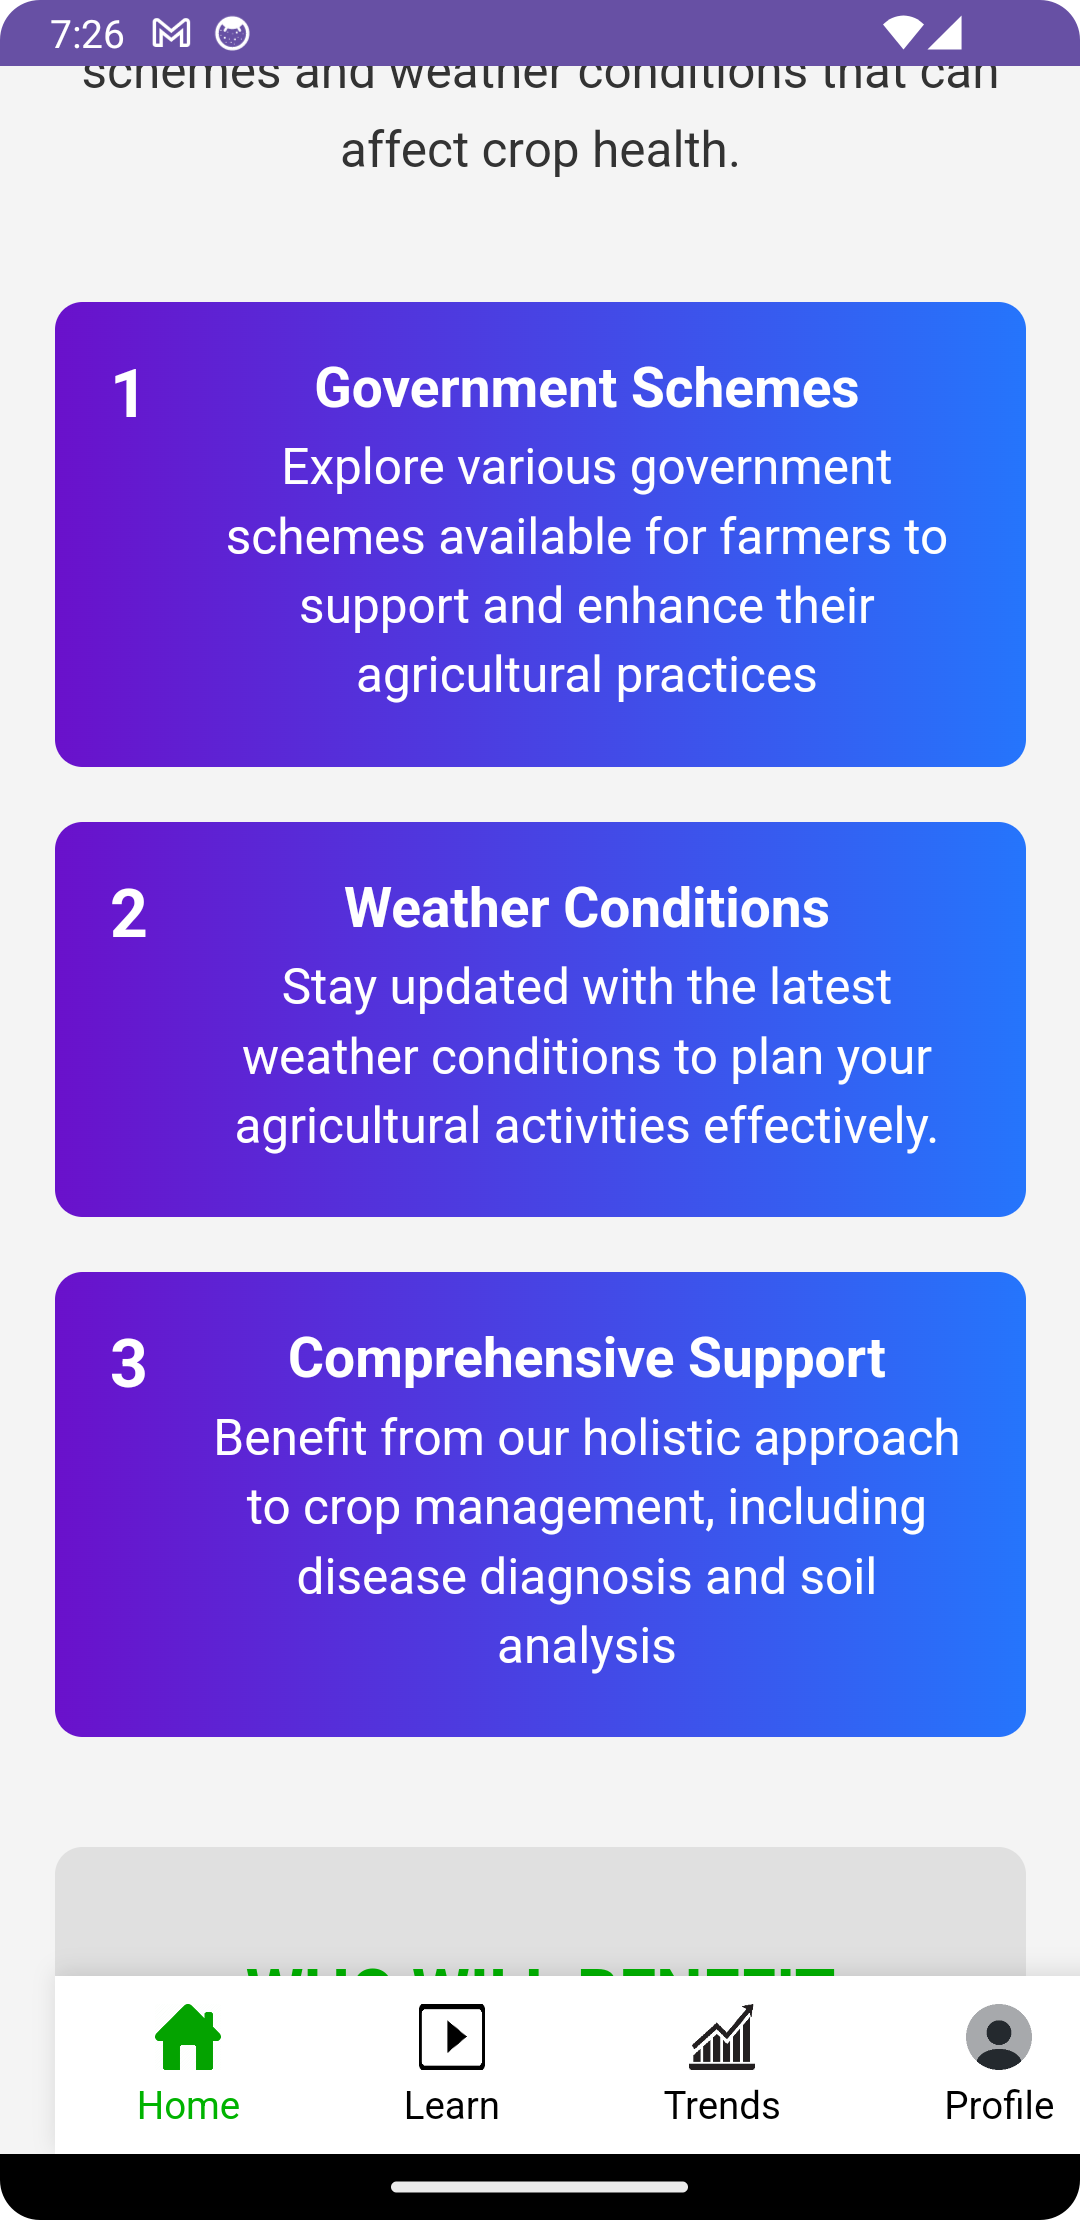 7:26
schemes and weather conditions that can
affect crop health.
1
Government Schemes
Explore various government
schemes available for farmers to
support and enhance their
agricultural practices
2
Weather Conditions
Stay updated with the latest
weather conditions to plan your
agricultural activities effectively.
3
Comprehensive Support
Benefit from our holistic approach
to crop management, including
disease diagnosis and soil
analysis
WHO WILL BENEFIT
Home
Learn
Trends
Profile